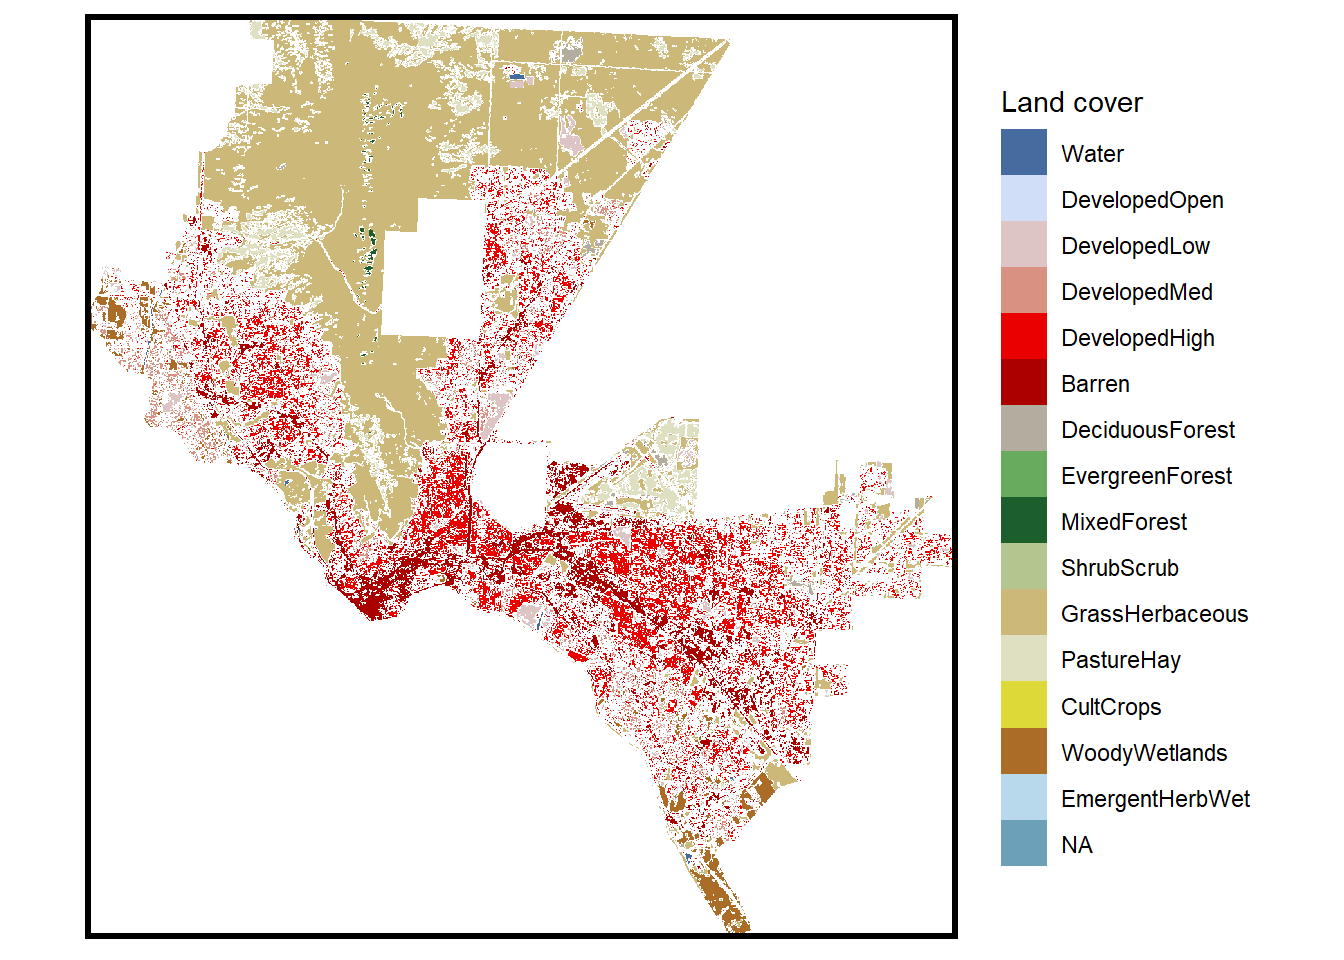 Land cover
Water
DevelopedOpen
DevelopedLow
DevelopedMed
DevelopedHigh
Barren
DeciduousForest
EvergreenForest
MixedForest
ShrubScrub
GrassHerbaceous
PastureHay
CultCrops
WoodyWetlands
EmergentHerbWet
NA